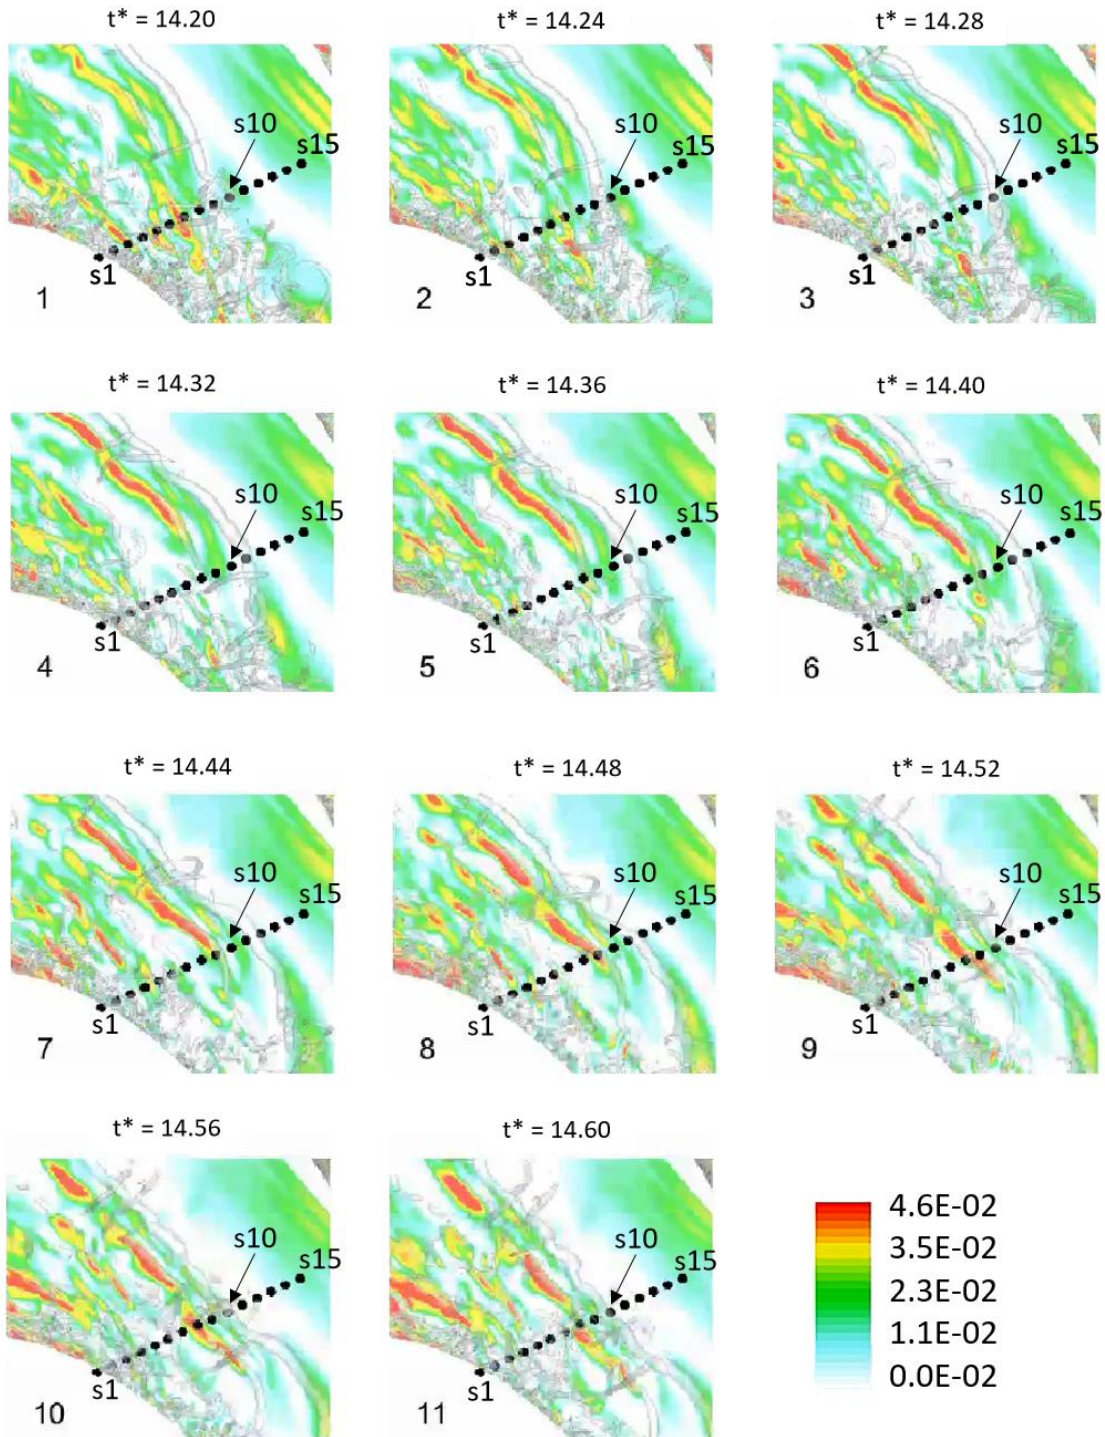 t* = 14.20
t* = 14.24
t* = 14.28
s10
s15
s1
1
s10
s15
s1
2
s10
s15
s1
3
t* = 14.32
t* = 14.36
t* = 14.40
s10
s15
s1
4
s10
s15
s1
5
s10
s15
s1
6
t* = 14.44
t* = 14.48
t* = 14.52
s10
s15
s1
7
s10
s15
s1
8
s10
s15
s1
9
t* = 14.56
t* = 14.60
s10
s15
s1
10
s10
s15
s1
11
4.6E-02
3.5E-02
2.3E-02
1.1E-02
0.0E-02